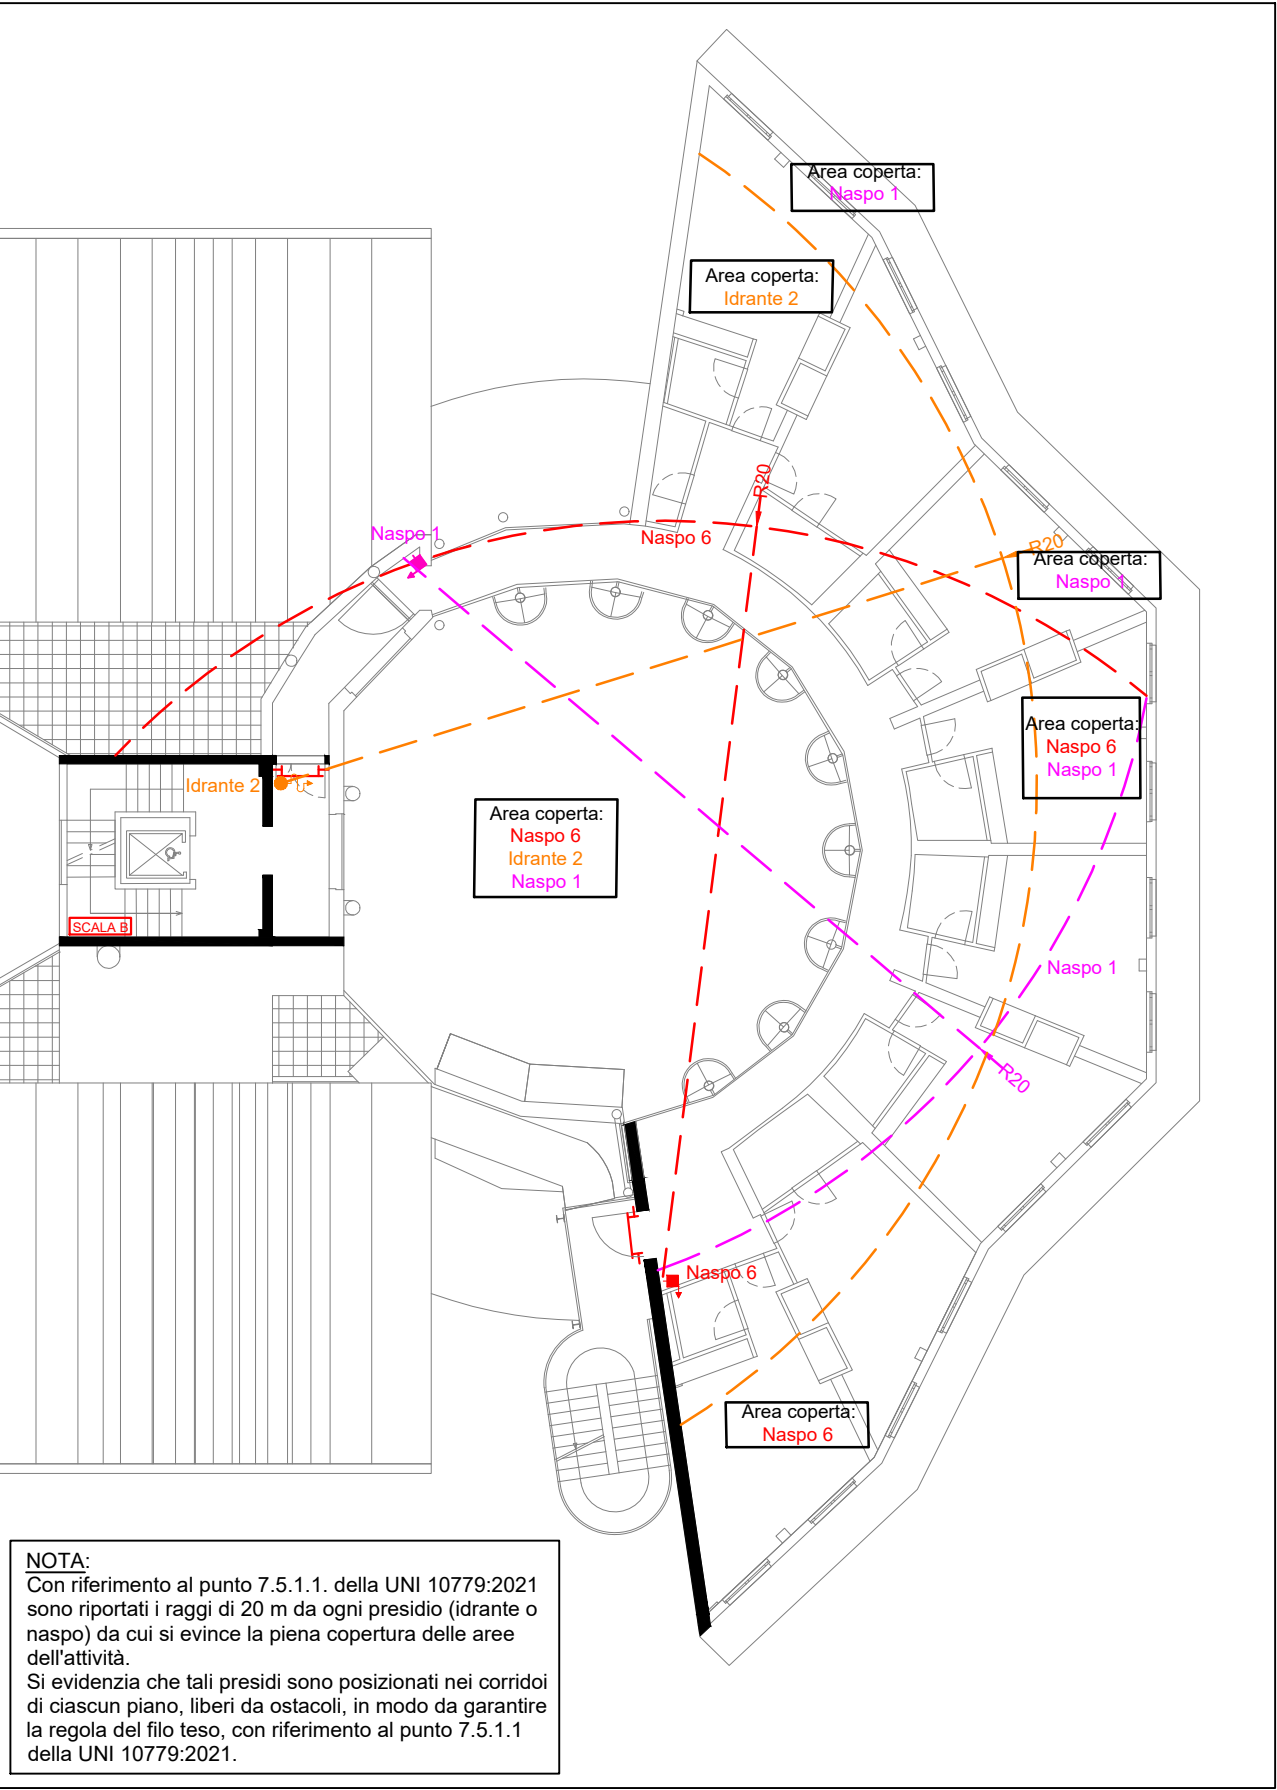 Area coperta:
Naspo 1
Area coperta:
Idrante 2
R20
Naspo 1
Naspo 6
R20
Area coperta:
Naspo 1
Area coperta:
Naspo 6
Naspo 1
Idrante 2
Area coperta:
Naspo 6
Idrante 2
Naspo 1
SCALA B
Naspo 1
R20
Naspo 6
Area coperta:
Naspo 6
NOTA:
Con riferimento al punto 7.5.1.1. della UNI 10779:2021
sono riportati i raggi di 20 m da ogni presidio (idrante o
naspo) da cui si evince la piena copertura delle aree
dell'attività.
Si evidenzia che tali presidi sono posizionati nei corridoi
di ciascun piano, liberi da ostacoli, in modo da garantire
la regola del filo teso, con riferimento al punto 7.5.1.1
della UNI 10779:2021.